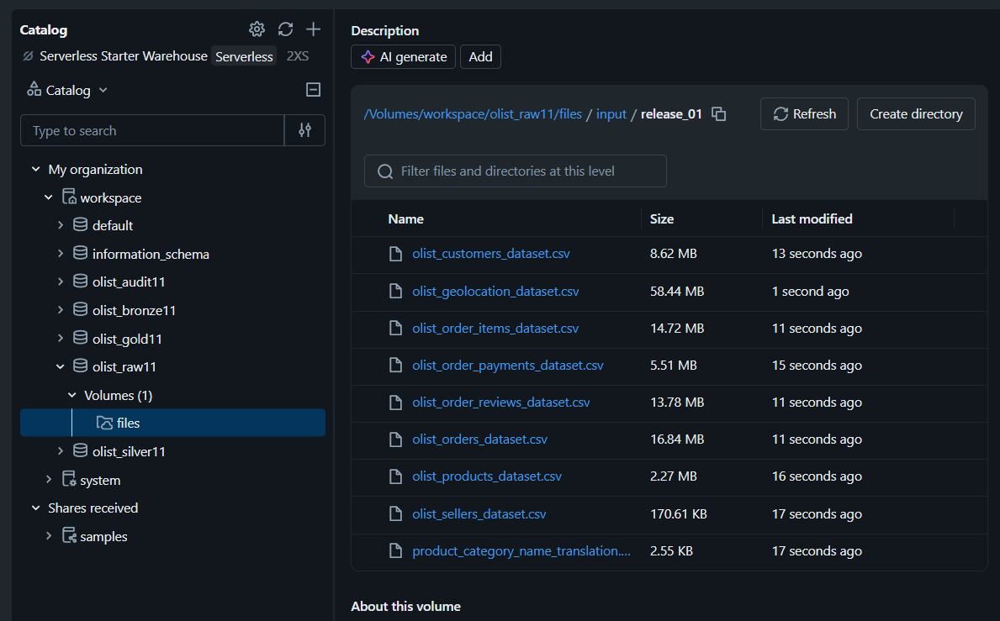 Catalog
Serverless Starter Warehouse Serverless 2XS
Catalog
Type to search
My organization
workspace
default
information_schema
olist_audit11
olist_bronze11
olist_gold11
olist_raw11
Volumes (1)
files
olist_silver11
system
Shares received
samples
Description
AI generate Add
/Volumes/workspace/olist_raw11/files / input / release_01 Refresh Create directory
Filter files and directories at this level
Name Size Last modified
olist_customers_dataset.csv 8.62 MB 13 seconds ago
olist_geolocation_dataset.csv 58.44 MB 1 second ago
olist_order_items_dataset.csv 14.72 MB 11 seconds ago
olist_order_payments_dataset.csv 5.51 MB 15 seconds ago
olist_order_reviews_dataset.csv 13.78 MB 11 seconds ago
olist_orders_dataset.csv 16.84 MB 11 seconds ago
olist_products_dataset.csv 2.27 MB 16 seconds ago
olist_sellers_dataset.csv 170.61 KB 17 seconds ago
product_category_name_translation.... 2.55 KB 17 seconds ago
About this volume